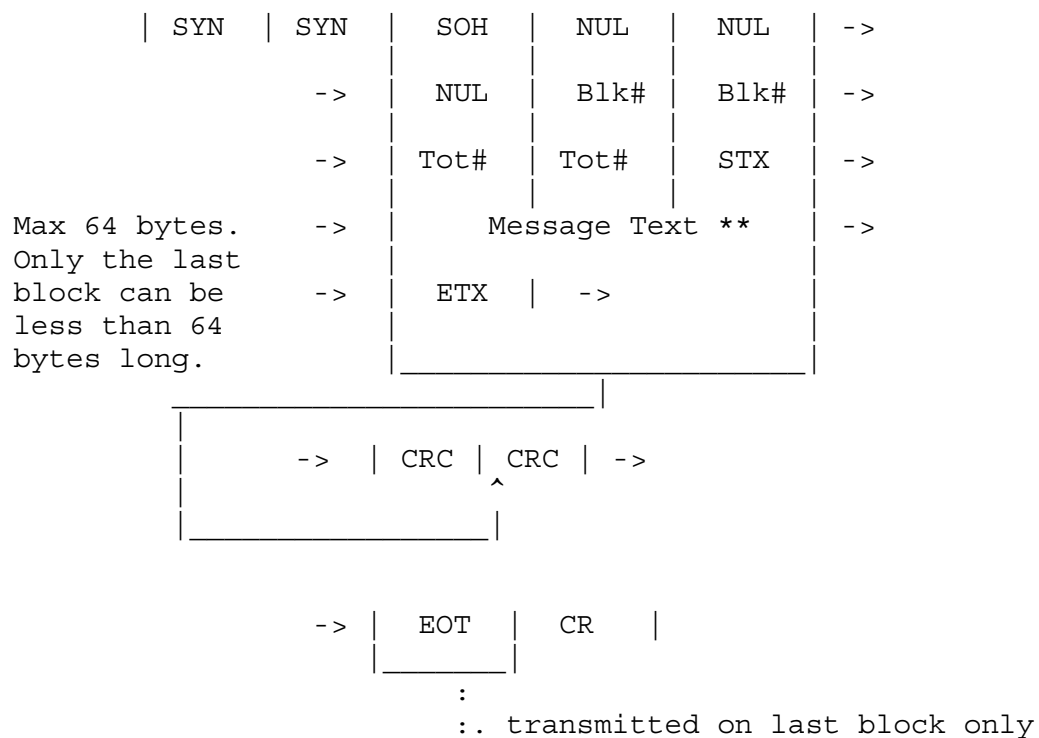 | SYN | SYN | SOH | NUL | NUL | ->
-> | NUL | Blk# | Blk# | ->
-> | Tot# | Tot# | STX | ->
Max 64 bytes. -> | Message Text ** | ->
Only the last
block can be -> | ETX | ->
less than 64
bytes long.
-> | CRC | CRC | ->
^
-> | EOT | CR |
:
:. transmitted on last block only